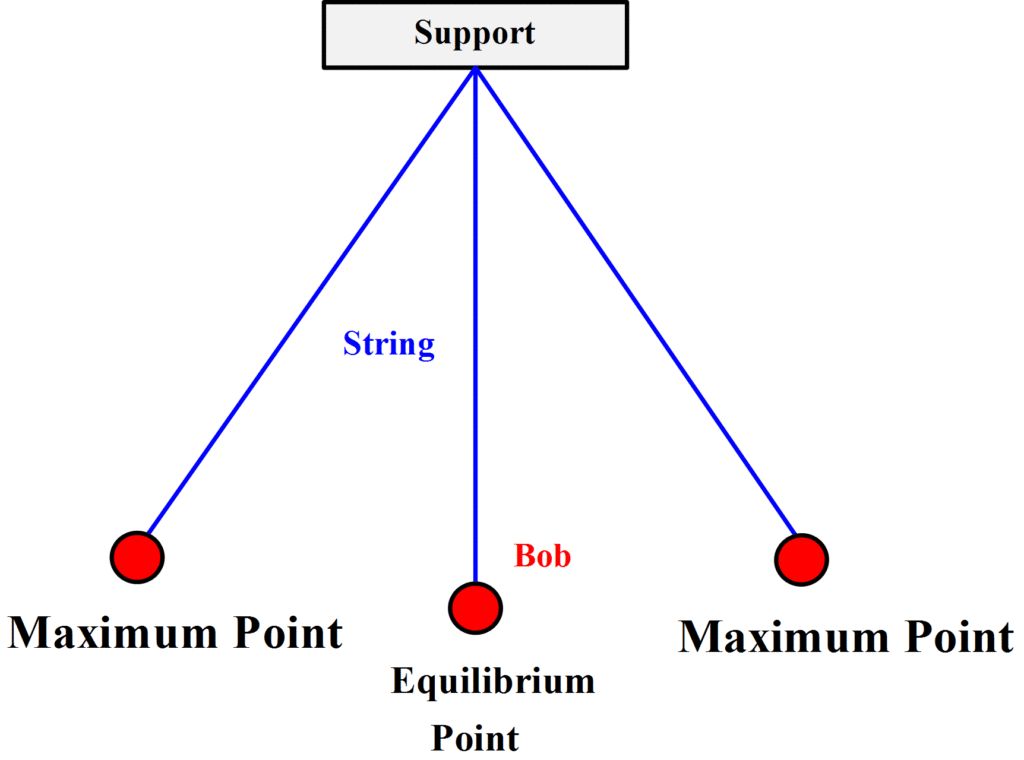 Support
String
Bob
Maximum Point
Maximum Point
Equilibrium
Point